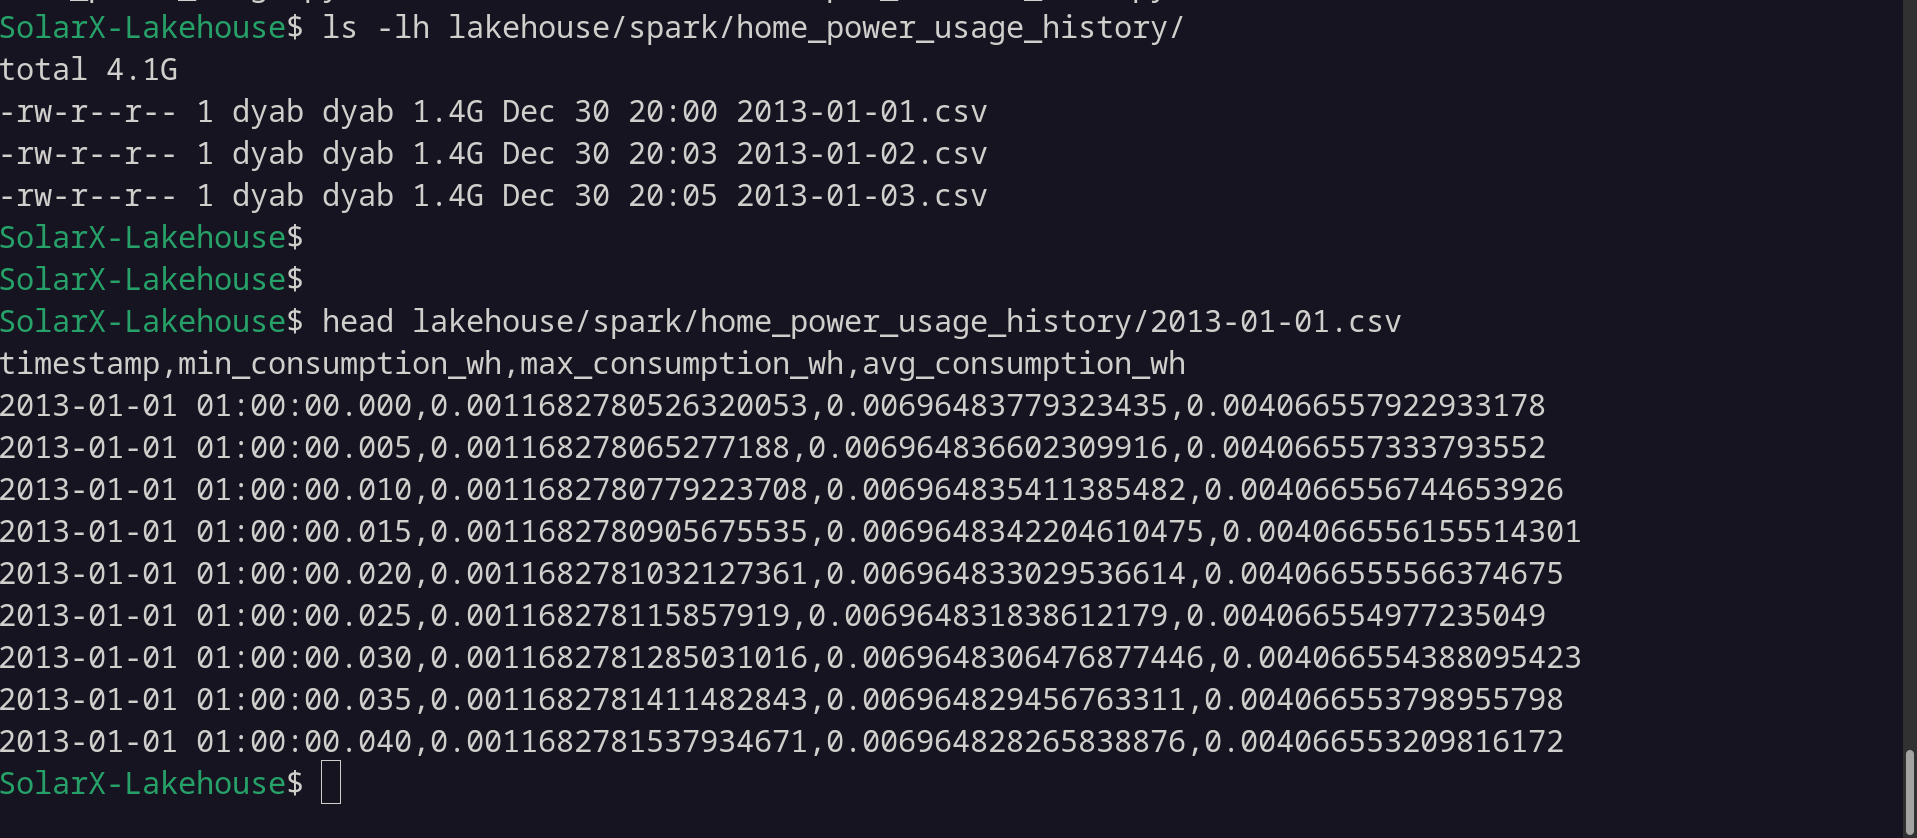 SolarX-Lakehouse$ ls -lh lakehouse/spark/home_power_usage_history/
total 4.1G
-rw-r--r-- 1 dyab dyab 1.4G Dec 30 20:00 2013-01-01.csv
-rw-r--r-- 1 dyab dyab 1.4G Dec 30 20:03 2013-01-02.csv
-rw-r--r-- 1 dyab dyab 1.4G Dec 30 20:05 2013-01-03.csv
SolarX-Lakehouse$
SolarX-Lakehouse$
SolarX-Lakehouse$ head lakehouse/spark/home_power_usage_history/2013-01-01.csv
timestamp,min_consumption_wh,max_consumption_wh,avg_consumption_wh
2013-01-01 01:00:00.000,0.0011682780526320053,0.00696483779323435,0.004066557922933178
2013-01-01 01:00:00.005,0.001168278065277188,0.006964836602309916,0.004066557333793552
2013-01-01 01:00:00.010,0.0011682780779223708,0.006964835411385482,0.004066556744653926
2013-01-01 01:00:00.015,0.0011682780905675535,0.0069648342204610475,0.004066556155514301
2013-01-01 01:00:00.020,0.0011682781032127361,0.006964833029536614,0.004066555566374675
2013-01-01 01:00:00.025,0.001168278115857919,0.006964831838612179,0.004066554977235049
2013-01-01 01:00:00.030,0.0011682781285031016,0.0069648306476877446,0.004066554388095423
2013-01-01 01:00:00.035,0.0011682781411482843,0.006964829456763311,0.004066553798955798
2013-01-01 01:00:00.040,0.0011682781537934671,0.006964828265838876,0.004066553209816172
SolarX-Lakehouse$